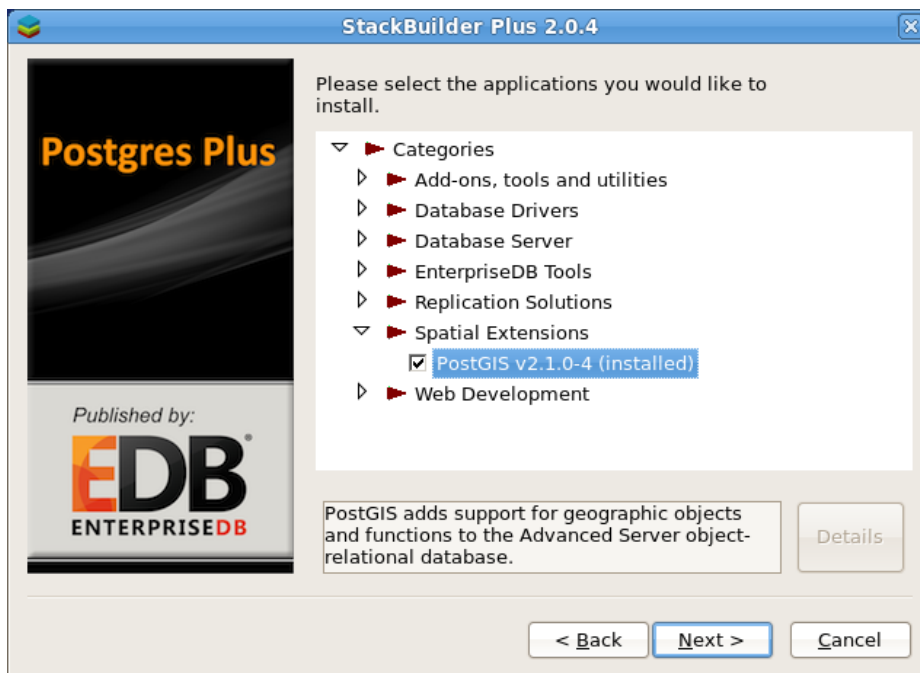 StackBuilder Plus 2.0.4
Postgres Plus
Published by:
EDB
ENTERPRISEDB
Please select the applications you would like to
install.
Categories
Add-ons, tools and utilities
Database Drivers
Database Server
EnterpriseDB Tools
Replication Solutions
Spatial Extensions
PostGIS v2.1.0-4 (installed)
Web Development
PostGIS adds support for geographic objects
and functions to the Advanced Server object-
relational database.
Details
< Back
Next >
Cancel